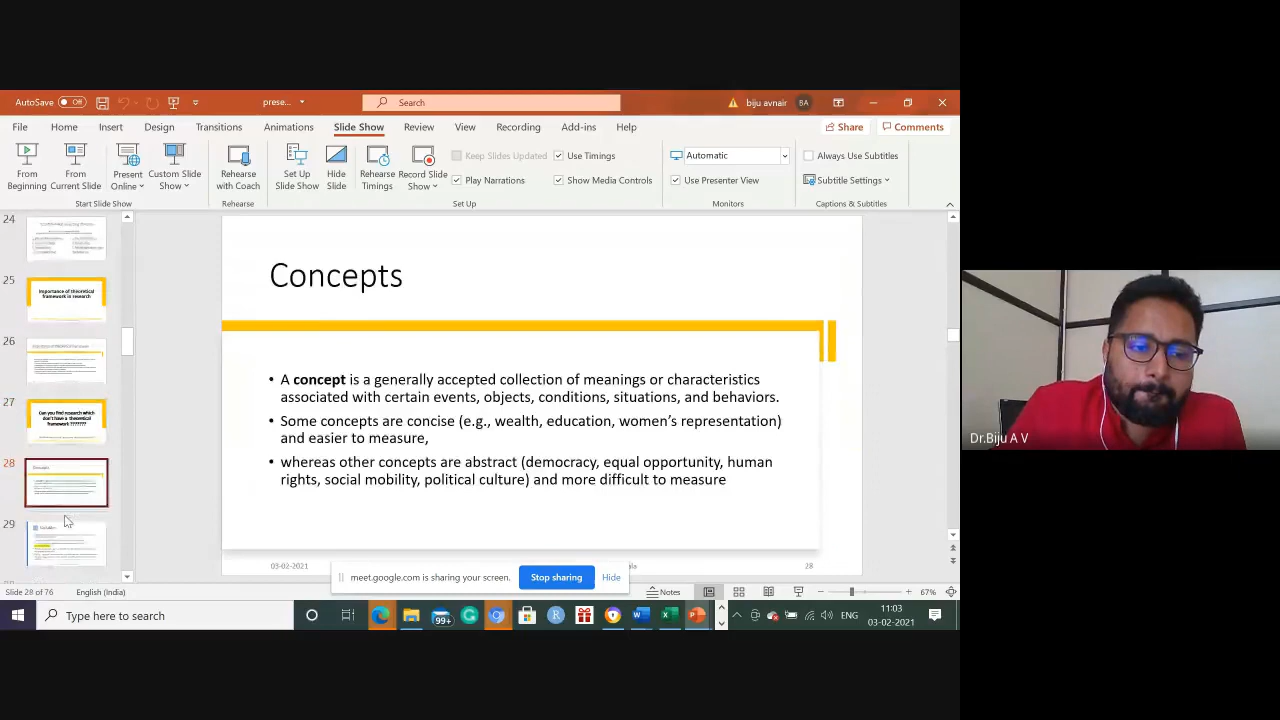 AutoSave Off prese... Search biju avnair BA
File Home Insert Design Transitions Animations Slide Show Review View Recording Add-ins Help Share Comments
From Beginning
From Current Slide
Present Online
Custom Slide Show
Rehearse with Coach
Set Up Slide Show
Hide Slide
Rehearse Timings
Record Slide Show
Keep Slides Updated Use Timings
Play Narrations Show Media Controls
Automatic
Use Presenter View
Always Use Subtitles
Subtitle Settings
Start Slide Show Rehearse Set Up Monitors Captions & Subtitles
24
25
Importance of theoretical
framework in research
26
27
Can you find research which
don't have a theoretical
framework ???????
28
29
Concepts
• A concept is a generally accepted collection of meanings or characteristics
associated with certain events, objects, conditions, situations, and behaviors.
• Some concepts are concise (e.g., wealth, education, women's representation)
and easier to measure,
• whereas other concepts are abstract (democracy, equal opportunity, human
rights, social mobility, political culture) and more difficult to measure
03-02-2021 28
meet.google.com is sharing your screen. Stop sharing Hide
Slide 28 of 76 English (India) Notes 67%
Type here to search 99+ ENG 11:03
03-02-2021
Dr.Biju A V